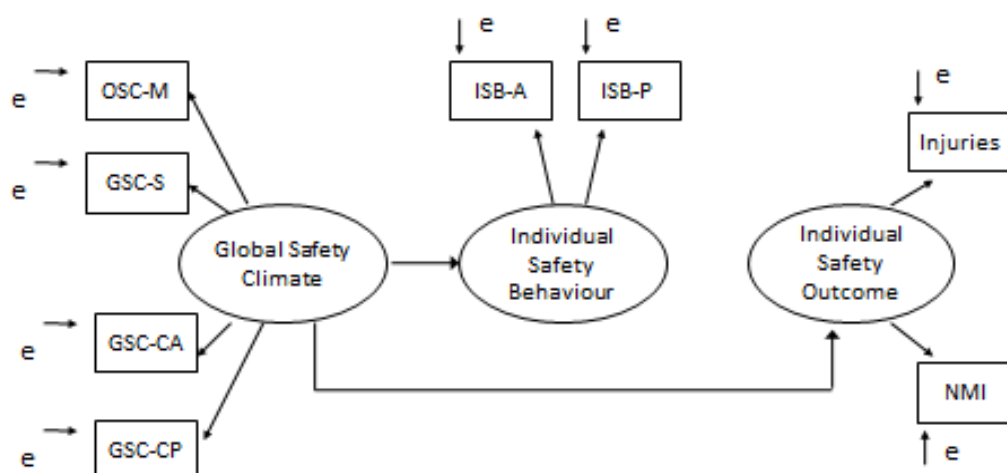 e
e
ISB-A
ISB-P
e
OSC-M
e
Injuries
e
GSC-S
Global Safety
Climate
Individual
Safety
Behaviour
Individual
Safety
Outcome
e
GSC-CA
NMI
e
GSC-CP
e